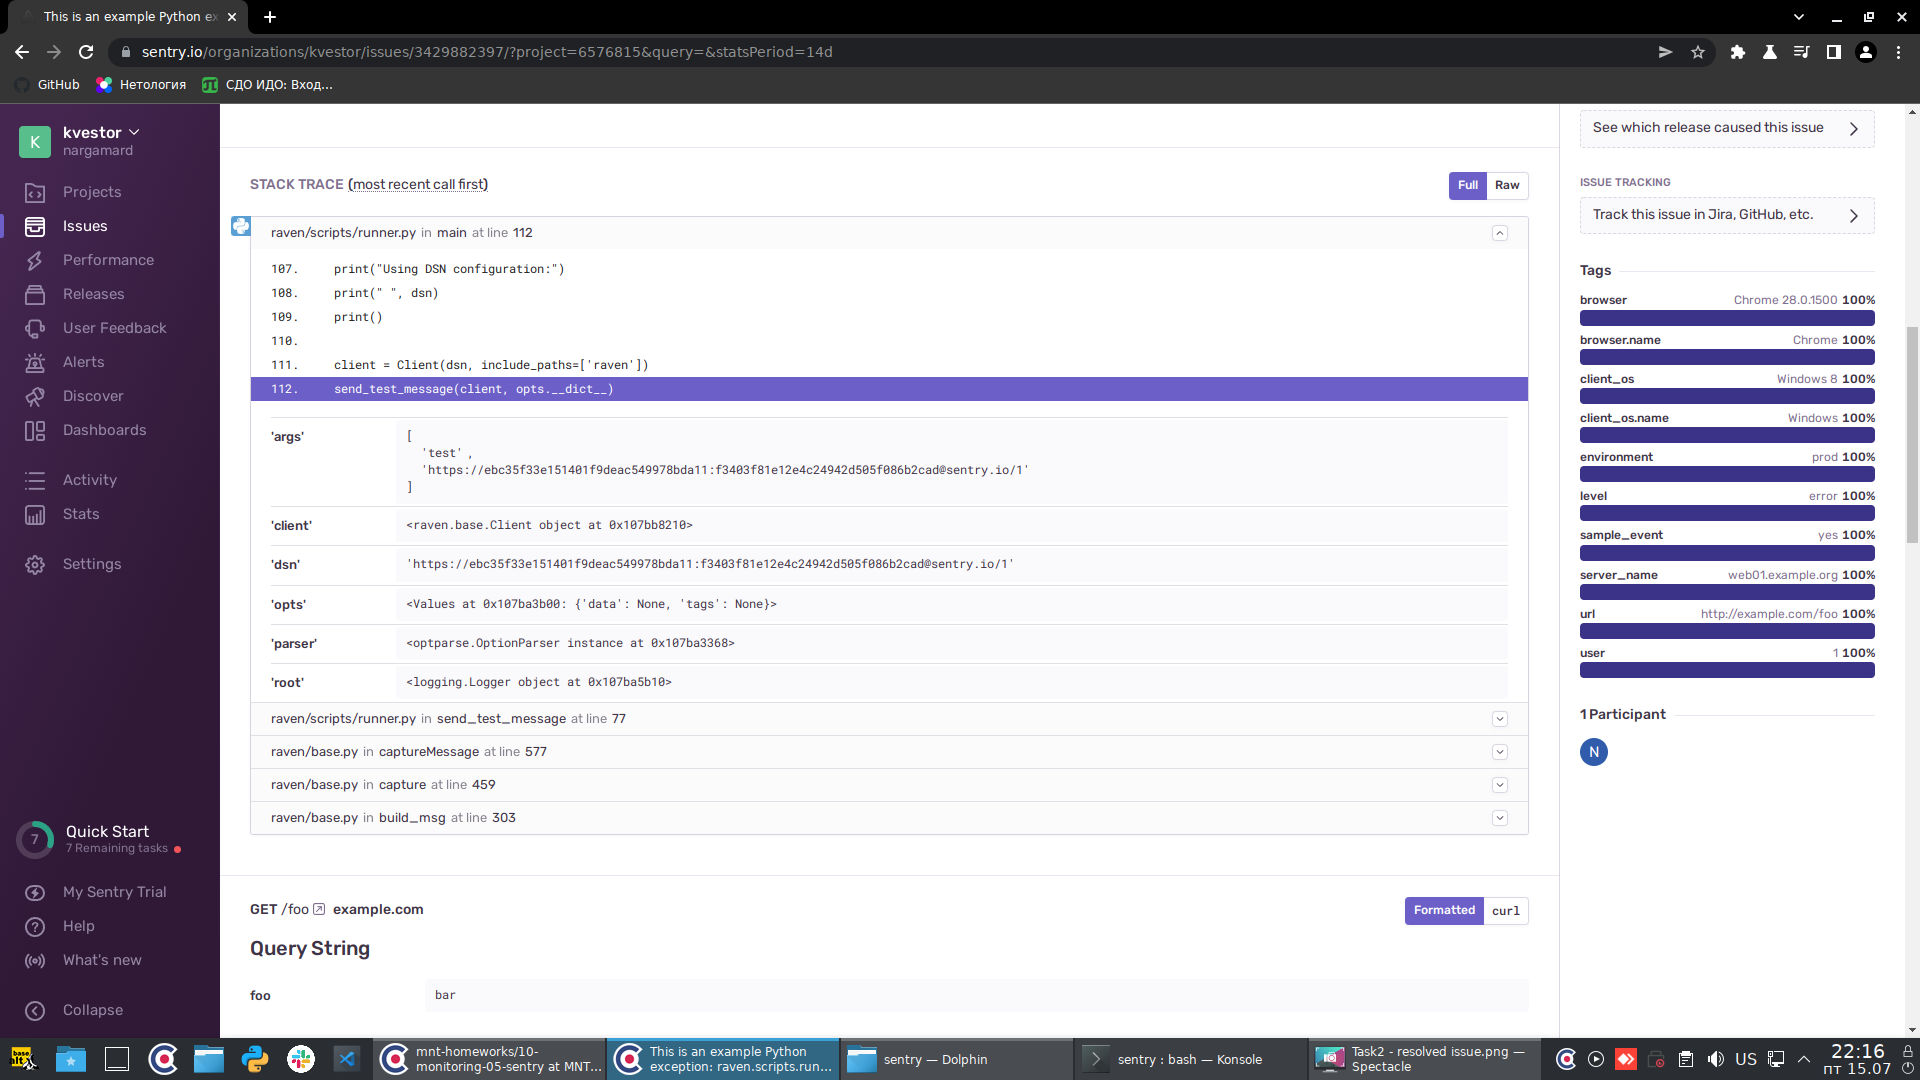 This is an example Python ex
sentry.io/organizations/kvestor/issues/3429882397/?project=6576815&query=&statsPeriod=14d
GitHub
Нетология
СДО ИДО: Вход...
K
kvestor
nargamard
Projects
Issues
Performance
Releases
User Feedback
Alerts
Discover
Dashboards
Activity
Stats
Settings
7
Quick Start
7 Remaining tasks
My Sentry Trial
Help
What's new
Collapse
STACK TRACE (most recent call first)
Full
Raw
raven/scripts/runner.py in main at line 112
107. print("Using DSN configuration:")
108. print(" ", dsn)
109. print()
110.
111. client = Client(dsn, include_paths=['raven'])
112. send_test_message(client, opts.__dict__)
'args'
[
'test' ,
'https://ebc35f33e151401f9deac549978bda11:f3403f81e12e4c24942d505f086b2cad@sentry.io/1'
]
'client'
<raven.base.Client object at 0x107bb8210>
'dsn'
'https://ebc35f33e151401f9deac549978bda11:f3403f81e12e4c24942d505f086b2cad@sentry.io/1'
'opts'
<Values at 0x107ba3b00: {'data': None, 'tags': None}>
'parser'
<optparse.OptionParser instance at 0x107ba3368>
'root'
<logging.Logger object at 0x107ba5b10>
raven/scripts/runner.py in send_test_message at line 77
raven/base.py in captureMessage at line 577
raven/base.py in capture at line 459
raven/base.py in build_msg at line 303
GET /foo example.com
Formatted
curl
Query String
foo
bar
See which release caused this issue
ISSUE TRACKING
Track this issue in Jira, GitHub, etc.
Tags
browser Chrome 28.0.1500 100%
browser.name Chrome 100%
client_os Windows 8 100%
client_os.name Windows 100%
environment prod 100%
level error 100%
sample_event yes 100%
server_name web01.example.org 100%
url http://example.com/foo 100%
user 1 100%
1 Participant
N
base
alt
mnt-homeworks/10-
monitoring-05-sentry at MNT...
This is an example Python
exception: raven.scripts.run...
sentry — Dolphin
sentry : bash — Konsole
Task2 - resolved issue.png —
Spectacle
US
22:16
пт 15.07